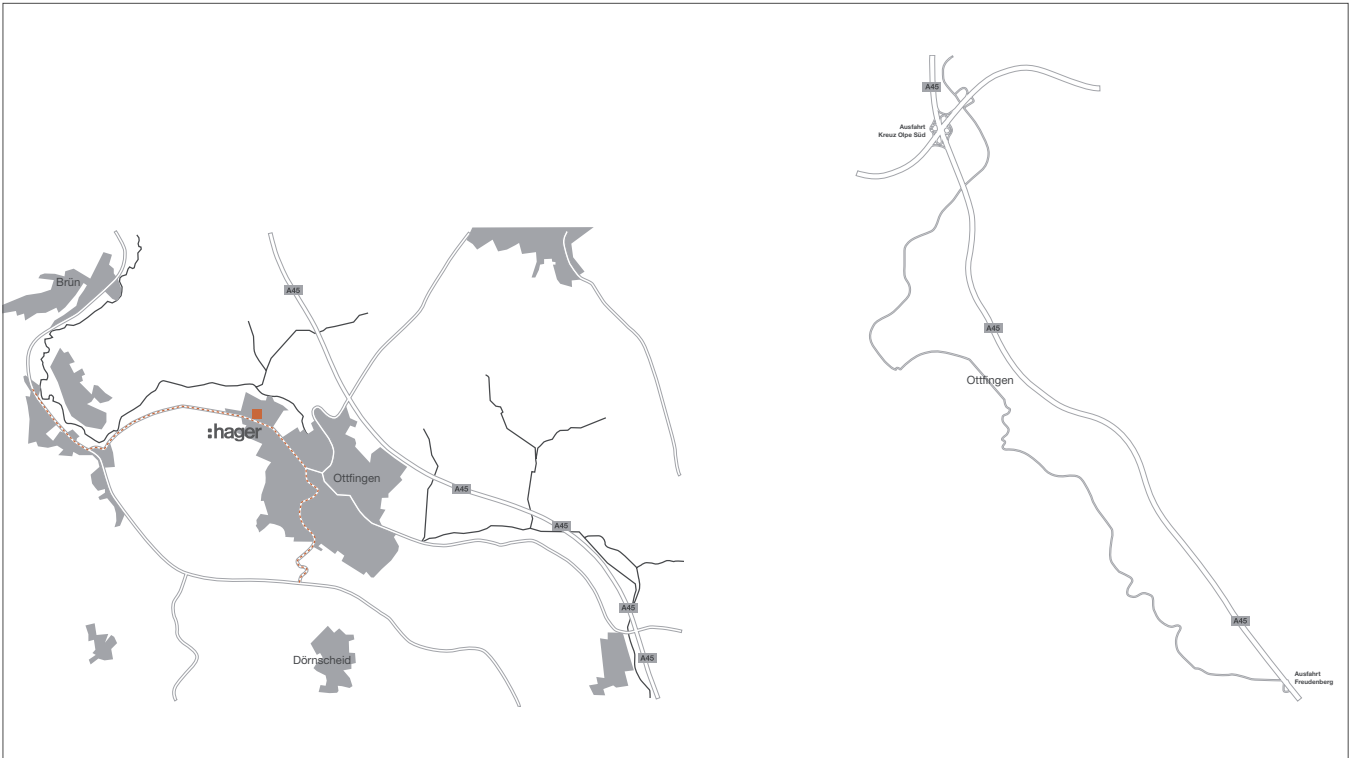 Brün
A45
:hager
Ottfingen
A45
A45
A45
Dörnscheid
A45
A45
Ausfahrt
Kreuz Olpe Süd
A45
Ottfingen
A45
Ausfahrt
Freudenberg